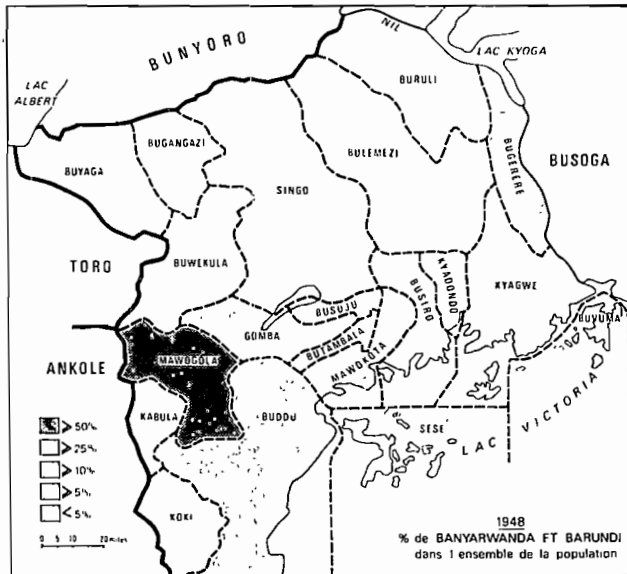 BUNYORO
NIL
LAC KYOGA
LAC
ALBERT
BURULI
BUGANGAZI
BULEMEZI
BUGERERE
BUSOGA
BUYAGA
SINGO
TORO
BUWEKULA
KYAGWE
BUSIRO
KYADONDO
BUSUJU
GOMBA
BUYUMA
BUTAMBALA
MAWOKOTA
ANKOLE
MAWOGOLA
KABULA
BUDDU
SESE
LAC VICTORIA
KOKI
> 50%
> 25%
> 10%
> 5%
< 5%
0 5 10 20 miles
1948
% de BANYARWANDA ET BARUNDI
dans l ensemble de la population